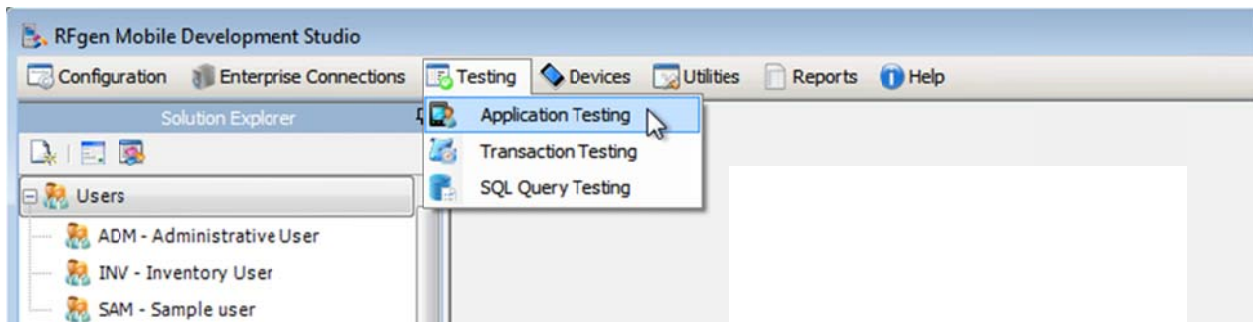 RFgen Mobile Development Studio
Configuration Enterprise Connections Testing Devices Utilities Reports Help
Solution Explorer
Application Testing
Transaction Testing
SQL Query Testing
Users
ADM - Administrative User
INV - Inventory User
SAM - Sample user